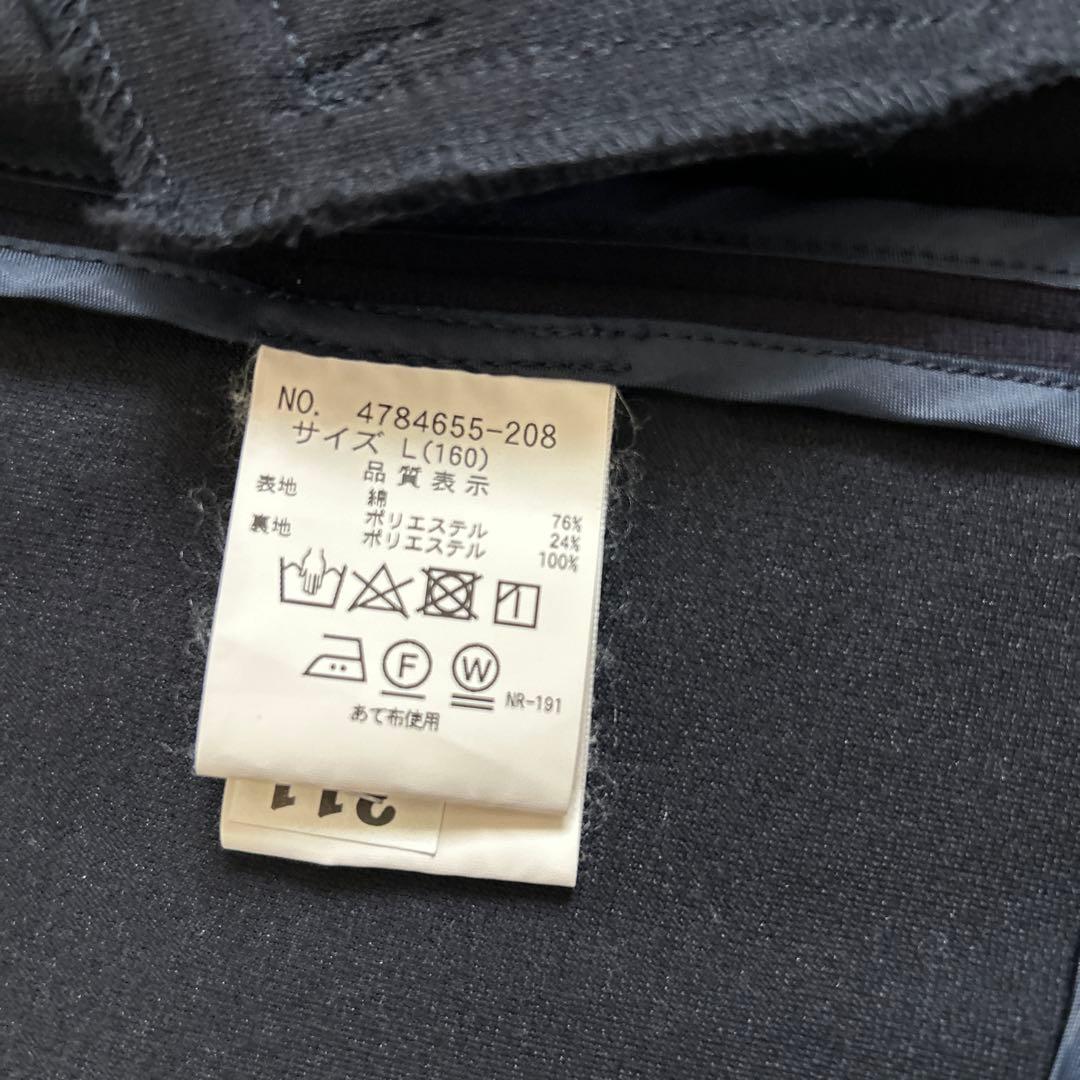 NO. 4784655-208
サイズ L(160)
品質表示
表地 綿 76%
ポリエステル 24%
裏地 ポリエステル 100%
F W NR-191
あて布使用
311